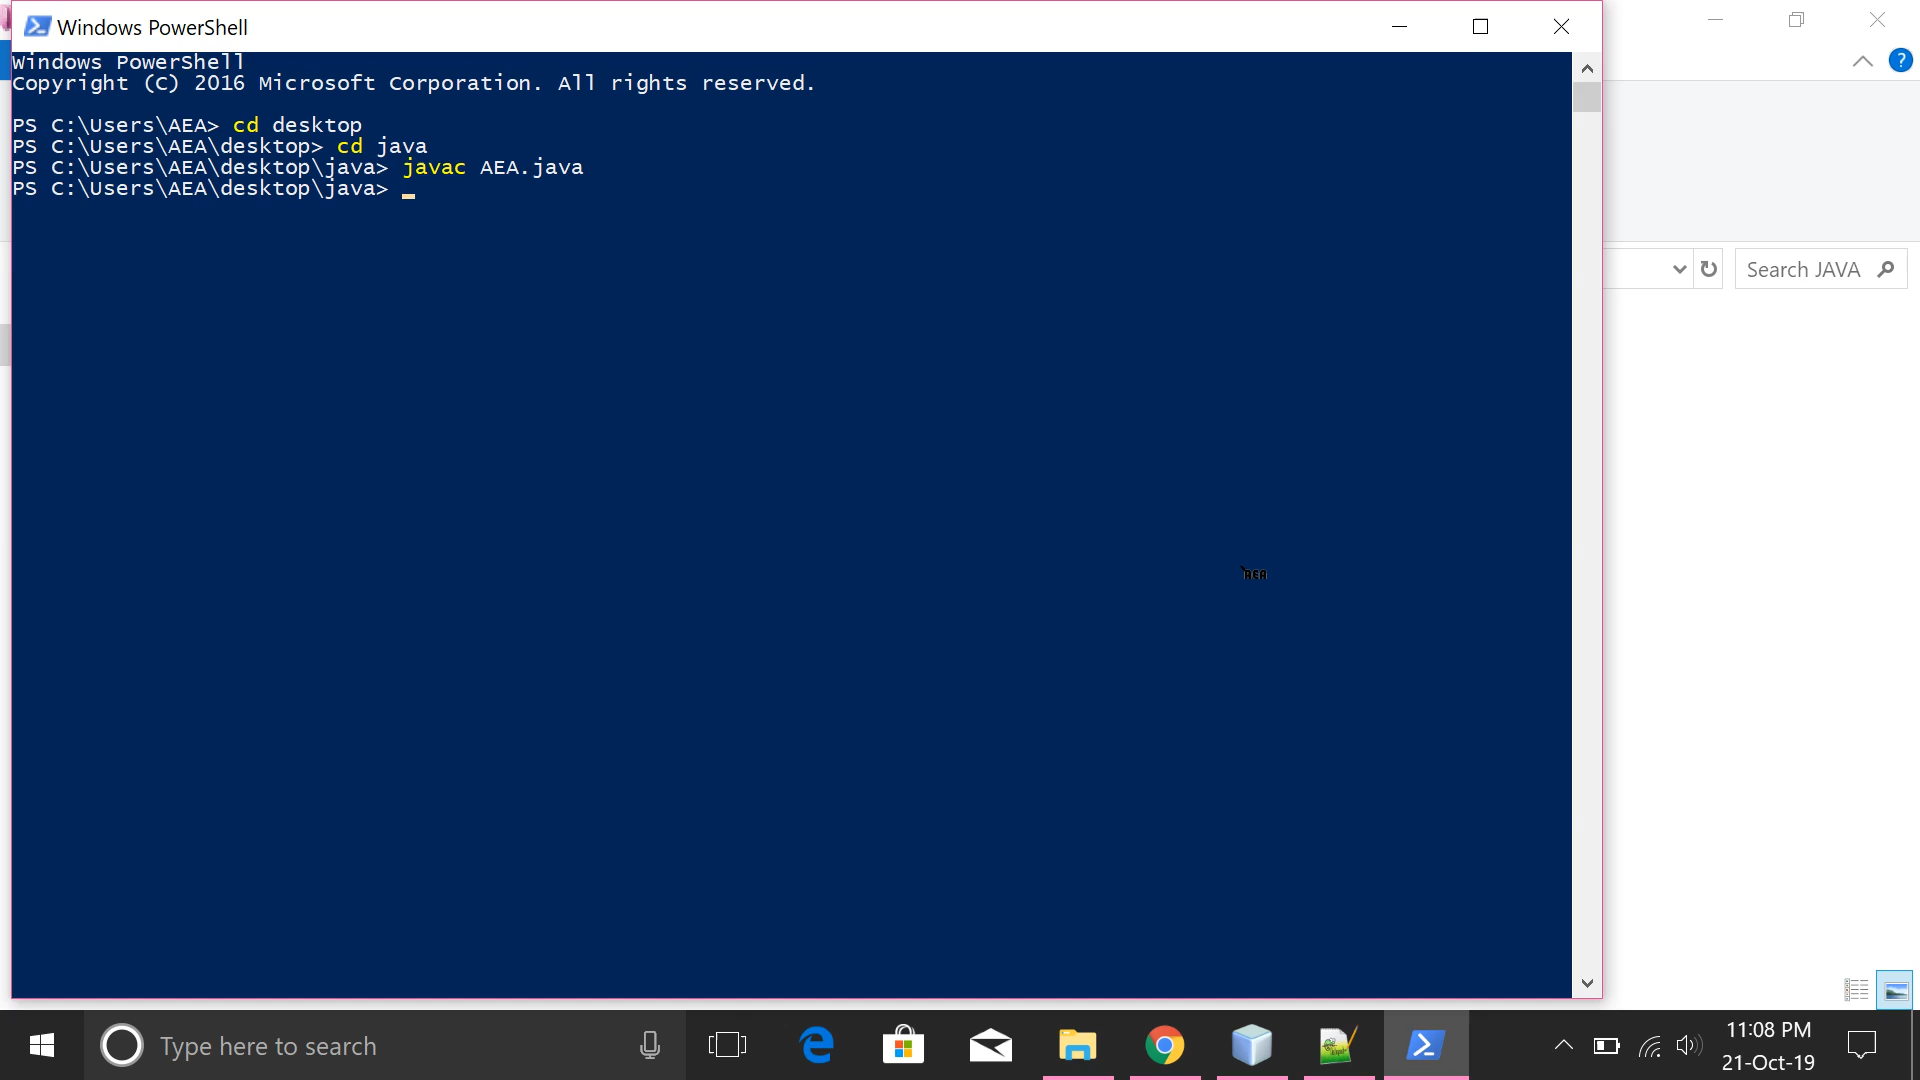 Windows PowerShell
Windows PowerShell
Copyright (C) 2016 Microsoft Corporation. All rights reserved.
PS C:\Users\AEA> cd desktop
PS C:\Users\AEA\desktop> cd java
PS C:\Users\AEA\desktop\java> javac AEA.java
PS C:\Users\AEA\desktop\java>
?
Search JAVA
AEA
Type here to search
11:08 PM
21-Oct-19